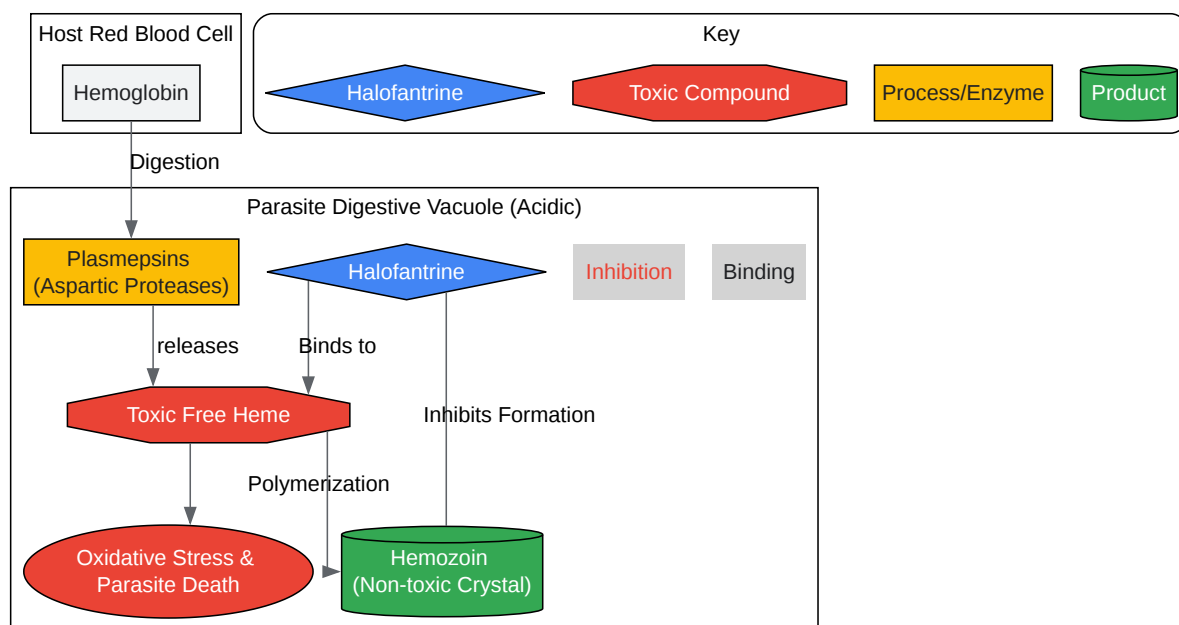 Host Red Blood Cell
Hemoglobin
Key
Halofantrine
Toxic Compound
Process/Enzyme
Product
Digestion
Parasite Digestive Vacuole (Acidic)
Plasmepsins
(Aspartic Proteases)
Halofantrine
Inhibition
Binding
releases
Binds to
Toxic Free Heme
Inhibits Formation
Polymerization
Oxidative Stress &
Parasite Death
Hemozoin
(Non-toxic Crystal)